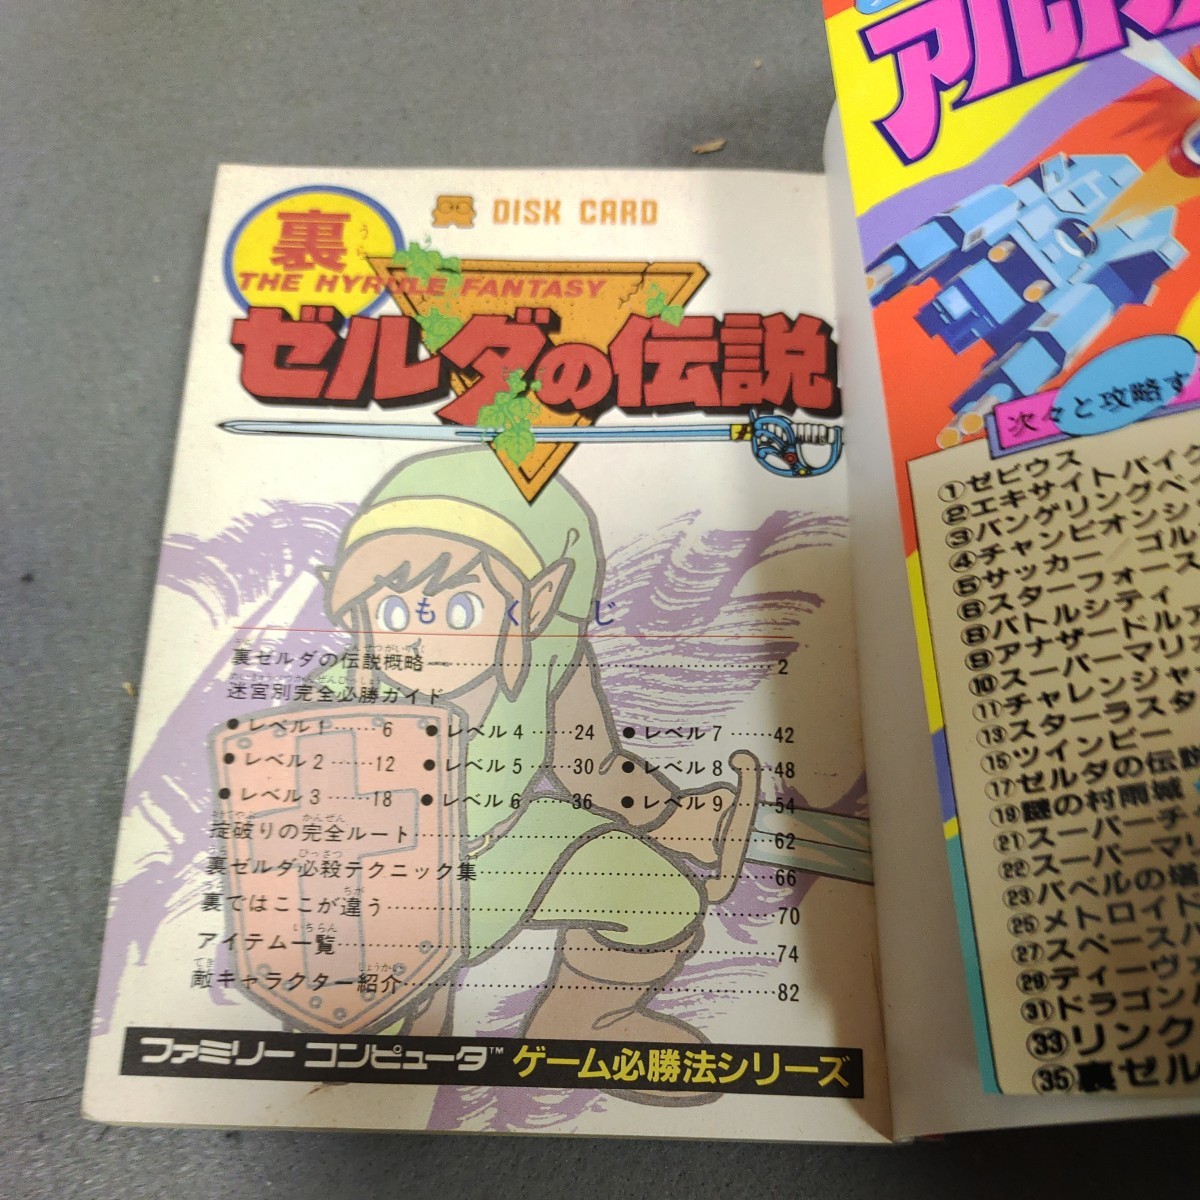 裏
うら
DISK CARD
THE HYRULE FANTASY
ゼルダの伝説
もくじ
裏ゼルダの伝説概略 2
迷宮別完全必勝ガイド
●レベル1……6 ●レベル4……24 ●レベル7……42
●レベル2……12 ●レベル5……30 ●レベル8……48
●レベル3……18 ●レベル6……36 ●レベル9……54
掟破りの完全ルート 62
裏ゼルダ必殺テクニック集 66
裏ではここが違う 70
アイテム一覧 74
敵キャラクター紹介 82
ファミリー コンピュータ™ ゲーム必勝法シリーズ
アル
次々と攻略す
①ゼビウス
②エキサイトバイク
③バンゲリングベイ
④チャンピオンシ
⑤サッカー ゴル
⑥スターフォース
⑧バトルシティ
⑨アナザードルア
⑩スーパーマリオ
⑪チャレンジャー
⑬スターラスター
⑮ツインビー
⑰ゼルダの伝説
⑲謎の村雨城
㉑スーパーチ
㉒スーパーマリ
㉓バベルの塔
㉕メトロイド
㉗スペースハ
㉙ディーヴァ
㉛ドラゴン
㉝リンク
㉟裏ゼル